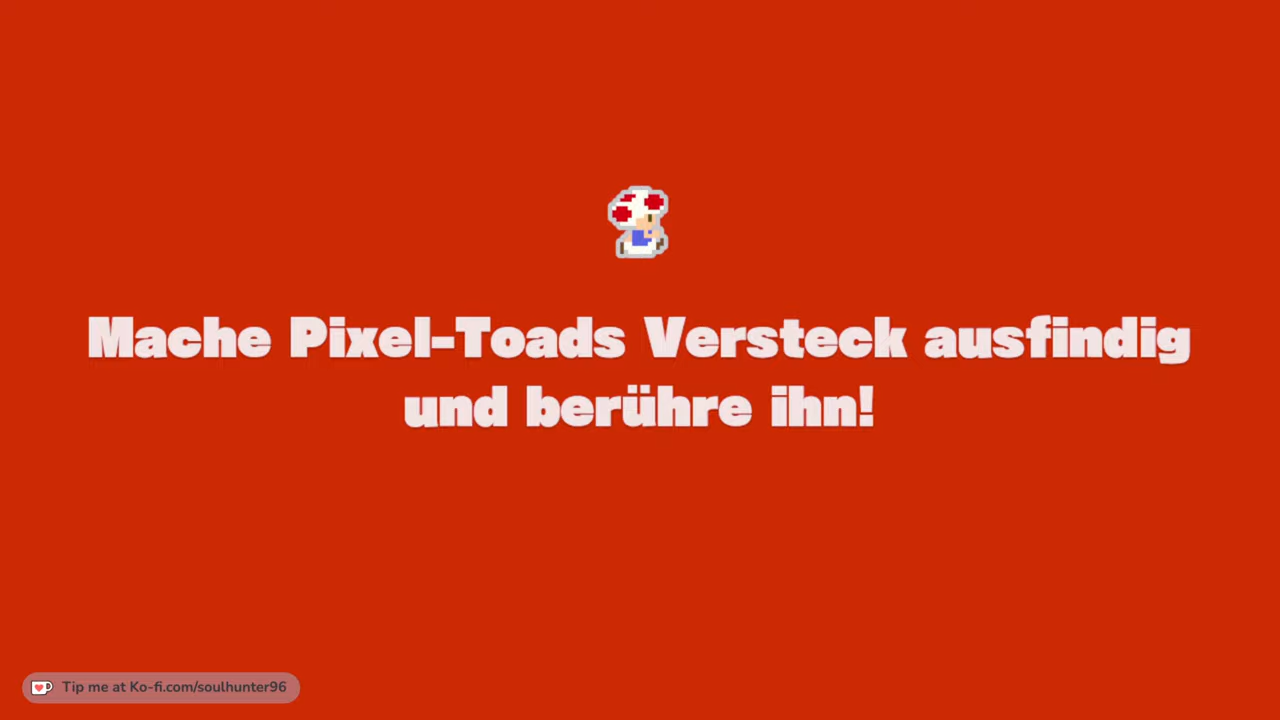 Mache Pixel-Toads Versteck ausfindig
und berühre ihn!
Tip me at Ko-fi.com/soulhunter96